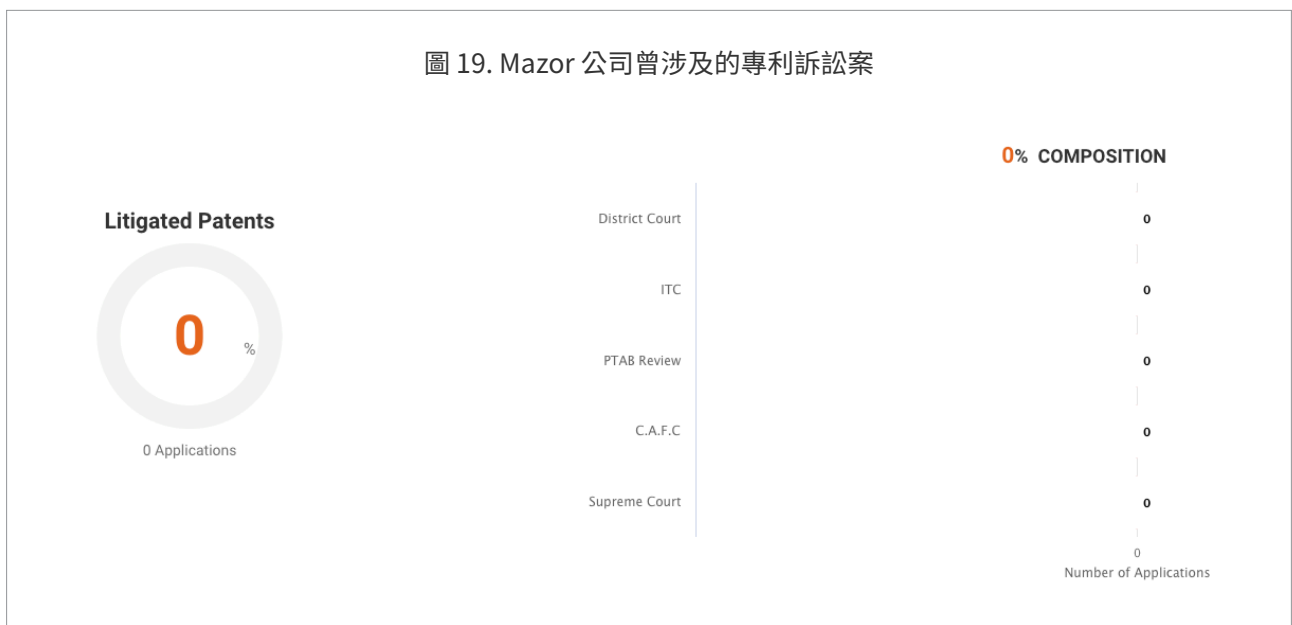 圖 19. Mazor 公司曾涉及的專利訴訟案
0% COMPOSITION
Litigated Patents
0 %
0 Applications
District Court 0
ITC 0
PTAB Review 0
C.A.F.C 0
Supreme Court 0
0
Number of Applications